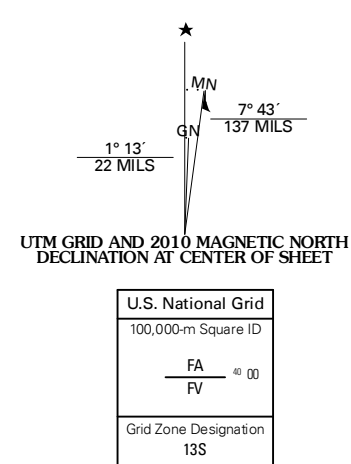 ★
MN
7° 43´
137 MILS
GN
1° 13´
22 MILS
UTM GRID AND 2010 MAGNETIC NORTH
DECLINATION AT CENTER OF SHEET
U.S. National Grid
100,000-m Square ID
FA
40 00
FV
Grid Zone Designation
13S